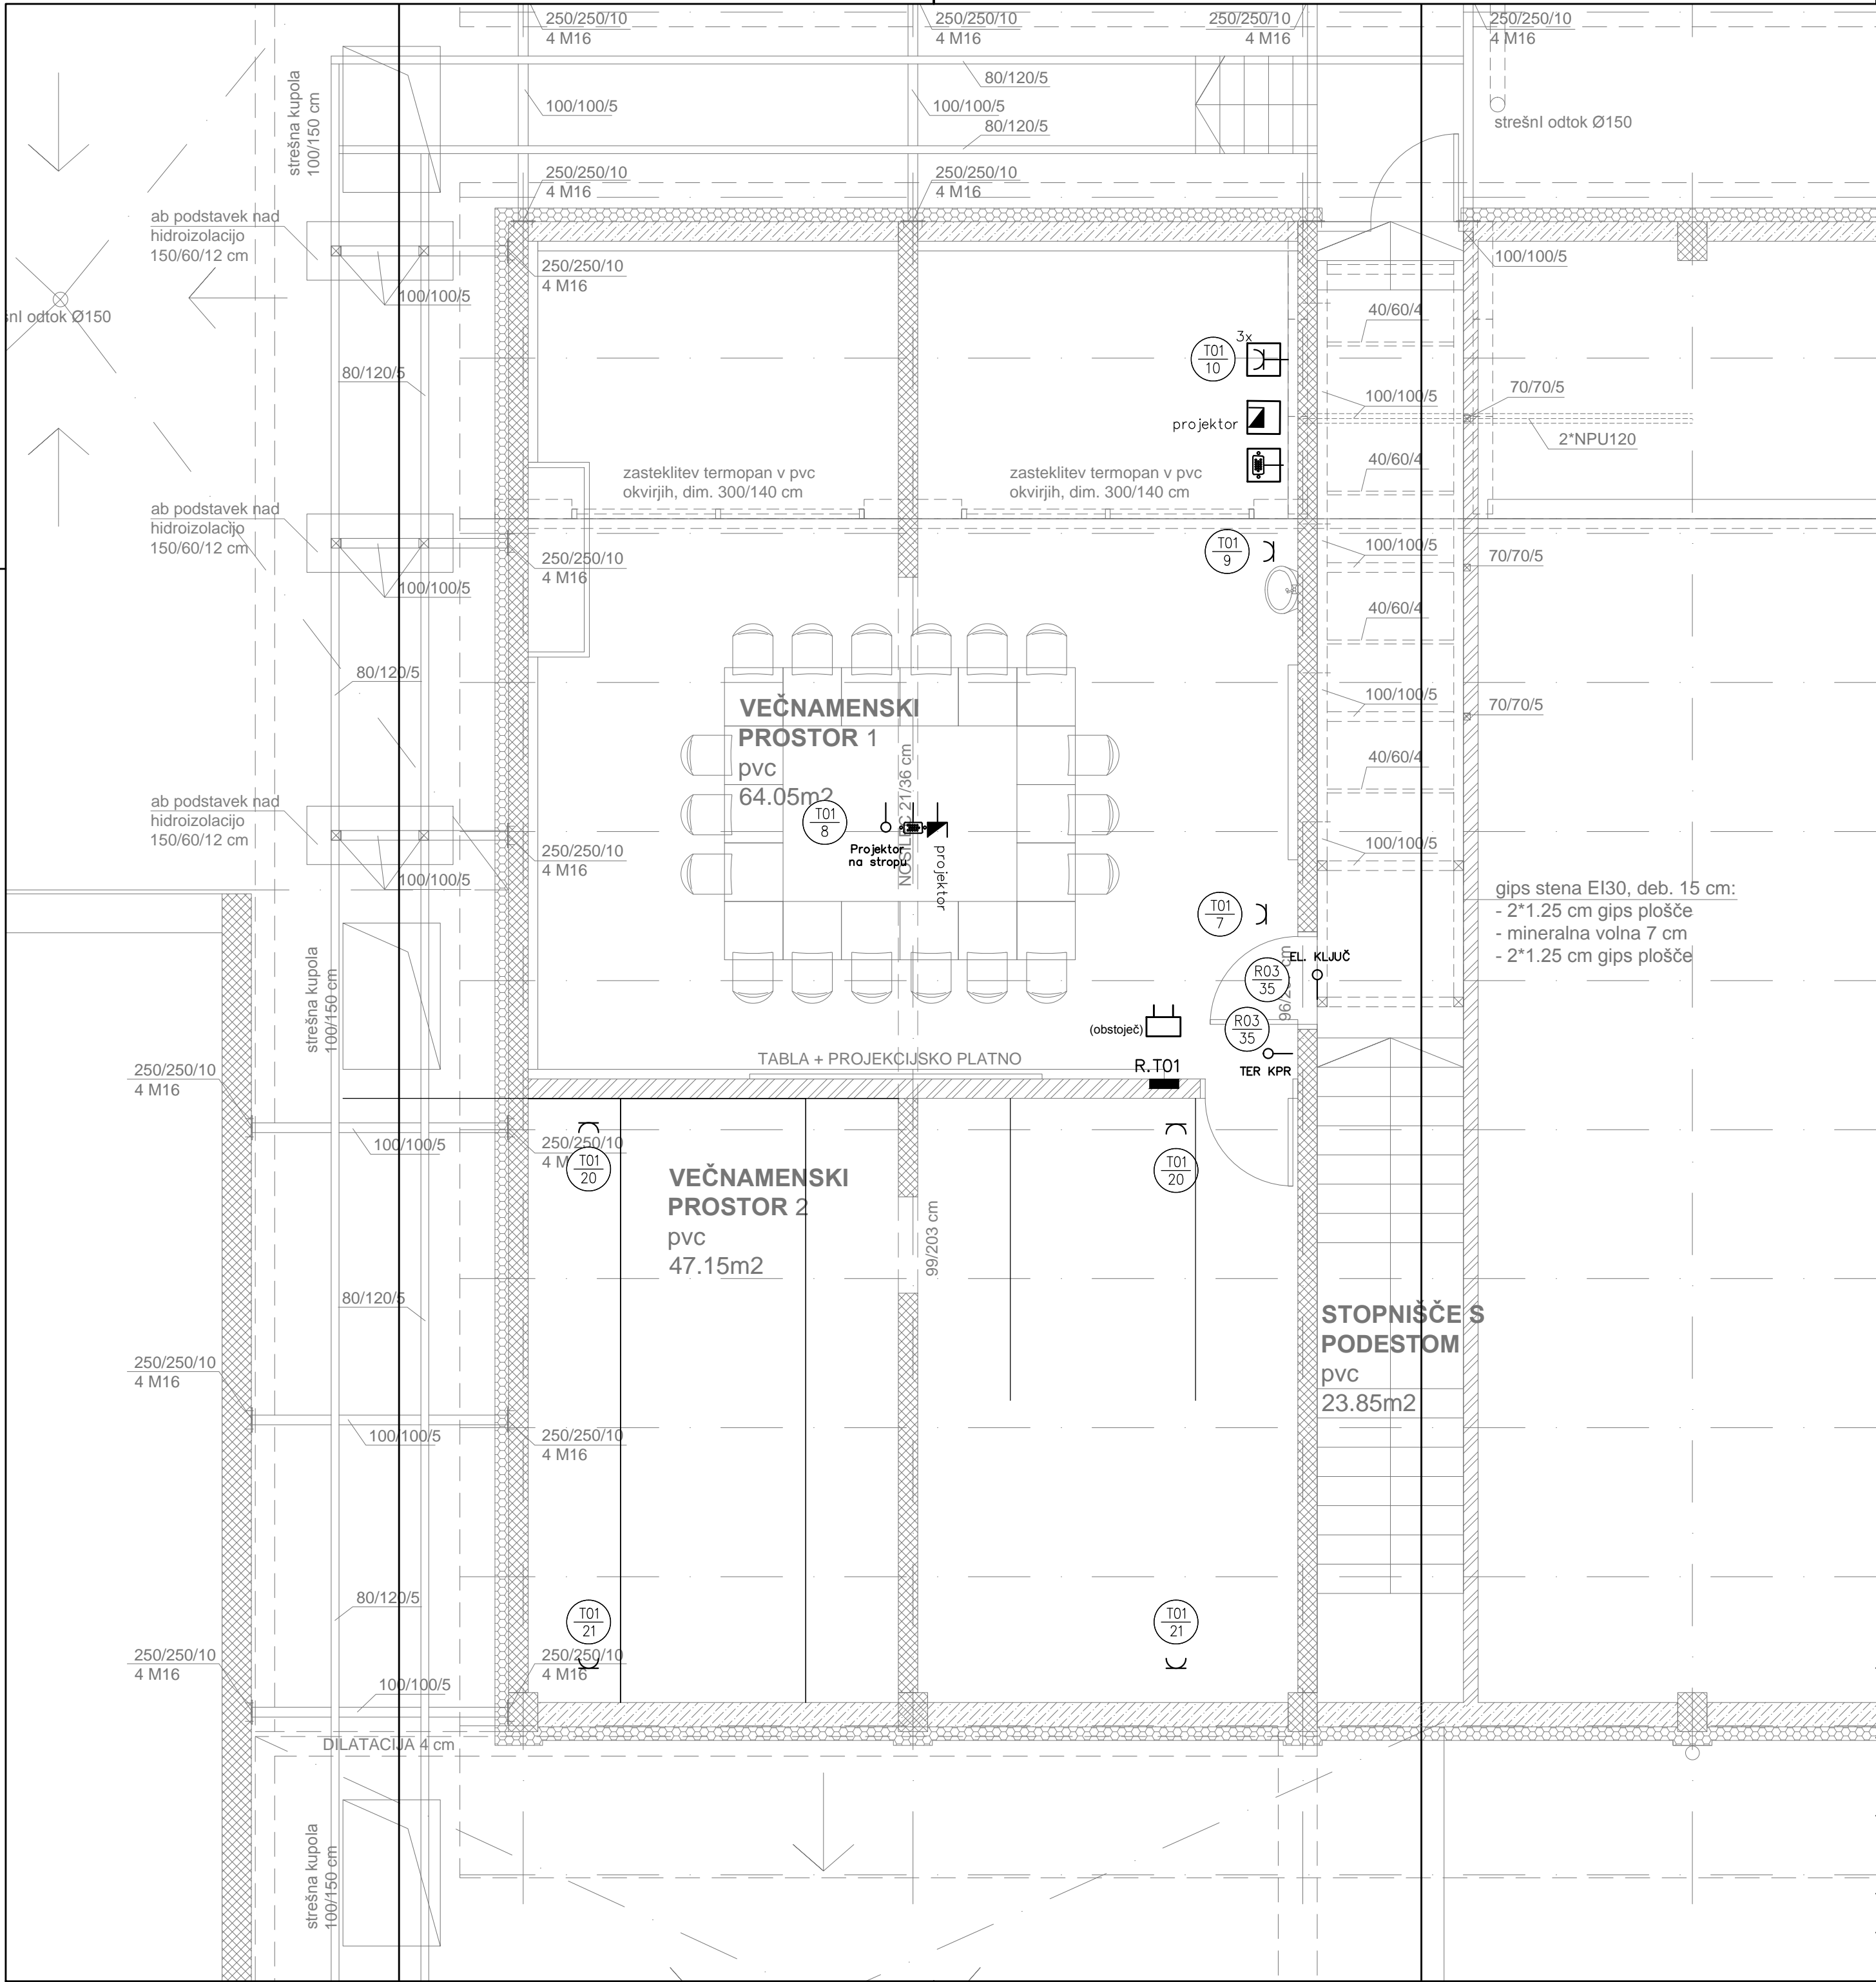 250/250/10
4 M16
250/250/10
4 M16
250/250/10
4 M16
250/250/10
4 M16
80/120/5
100/100/5
100/100/5
80/120/5
strešna kupola
100/150 cm
strešnI odtok Ø150
250/250/10
4 M16
250/250/10
4 M16
ab podstavek nad
hidroizolacijo
150/60/12 cm
250/250/10
4 M16
100/100/5
100/100/5
odtok Ø150
40/60/4
3x
T01
10
80/120/5
70/70/5
100/100/5
projektor
2*NPU120
40/60/4
zasteklitev termopan v pvc
okvirjih, dim. 300/140 cm
zasteklitev termopan v pvc
okvirjih, dim. 300/140 cm
ab podstavek nad
hidroizolacijo
150/60/12 cm
250/250/10
4 M16
T01
9
100/100/5
70/70/5
100/100/5
40/60/4
80/120/5
VEČNAMENSKI
PROSTOR 1
pvc
64.05m2
100/100/5
70/70/5
40/60/4
NOSILEC 21/36 cm
ab podstavek nad
hidroizolacijo
150/60/12 cm
T01
8
Projektor
na stropu
projektor
250/250/10
4 M16
100/100/5
100/100/5
gips stena EI30, deb. 15 cm:
- 2*1.25 cm gips plošče
- mineralna volna 7 cm
- 2*1.25 cm gips plošče
T01
7
EL. KLJUČ
R03
35
strešna kupola
100/150 cm
(obstoječ)
R03
35
TABLA + PROJEKCIJSKO PLATNO
R.T01
TER KPR
250/250/10
4 M16
100/100/5
250/250/10
T01
20
T01
20
VEČNAMENSKI
PROSTOR 2
pvc
47.15m2
99/203 cm
80/120/5
STOPNIŠČE S
PODESTOM
pvc
23.85m2
250/250/10
4 M16
100/100/5
250/250/10
4 M16
80/120/5
T01
21
T01
21
250/250/10
4 M16
250/250/10
4 M16
100/100/5
DILATACIJA 4 cm
strešna kupola
100/150 cm